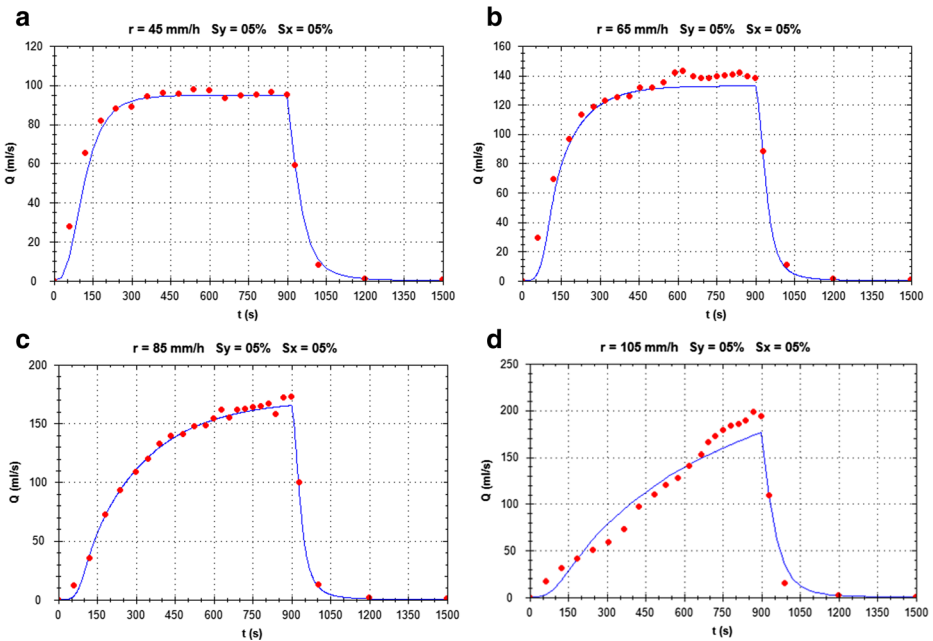 a
r = 45 mm/h Sy = 05% Sx = 05%
120
100
80
60
40
20
0
Q (ml/s)
0 150 300 450 600 750 900 1050 1200 1350 1500
t (s)
b
r = 65 mm/h Sy = 05% Sx = 05%
160
140
120
100
80
60
40
20
0
Q (ml/s)
0 150 300 450 600 750 900 1050 1200 1350 1500
t (s)
c
r = 85 mm/h Sy = 05% Sx = 05%
200
150
100
50
0
Q (ml/s)
0 150 300 450 600 750 900 1050 1200 1350 1500
t (s)
d
r = 105 mm/h Sy = 05% Sx = 05%
250
200
150
100
50
0
Q (ml/s)
0 150 300 450 600 750 900 1050 1200 1350 1500
t (s)